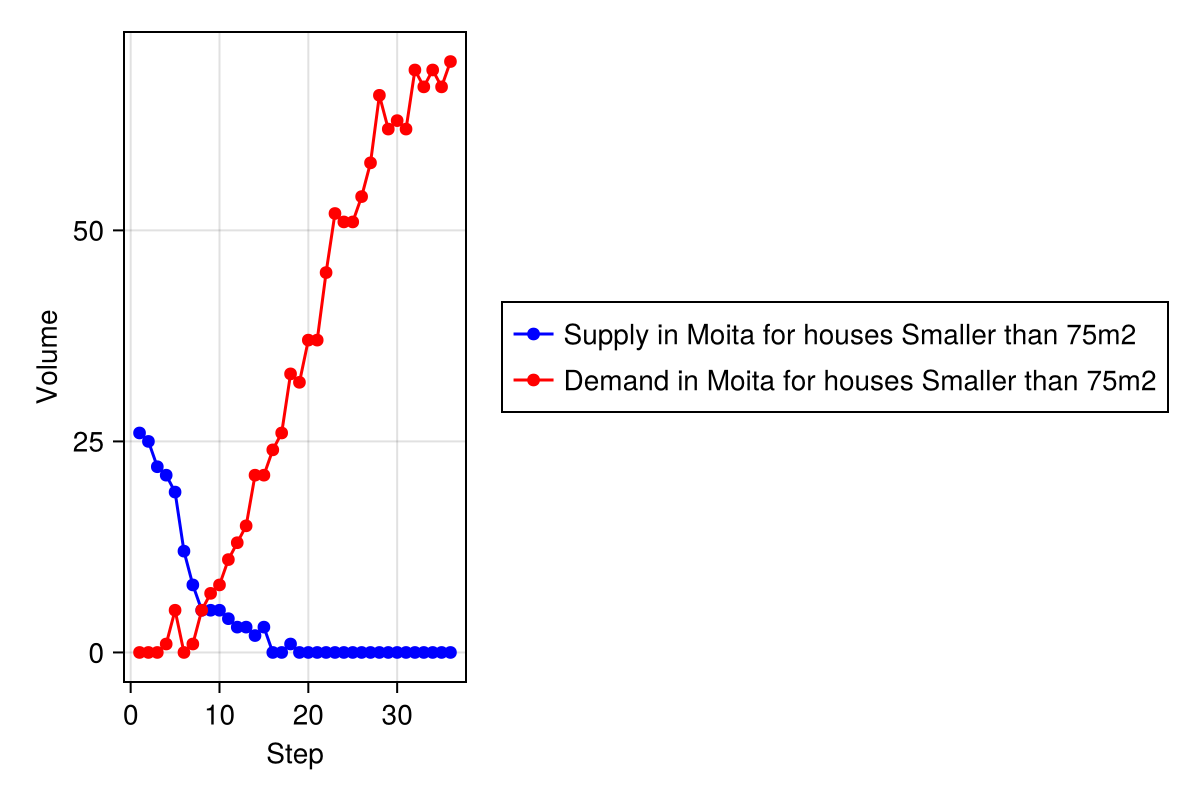 Volume
50
25
0
0 10 20 30
Step
Supply in Moita for houses Smaller than 75m2
Demand in Moita for houses Smaller than 75m2